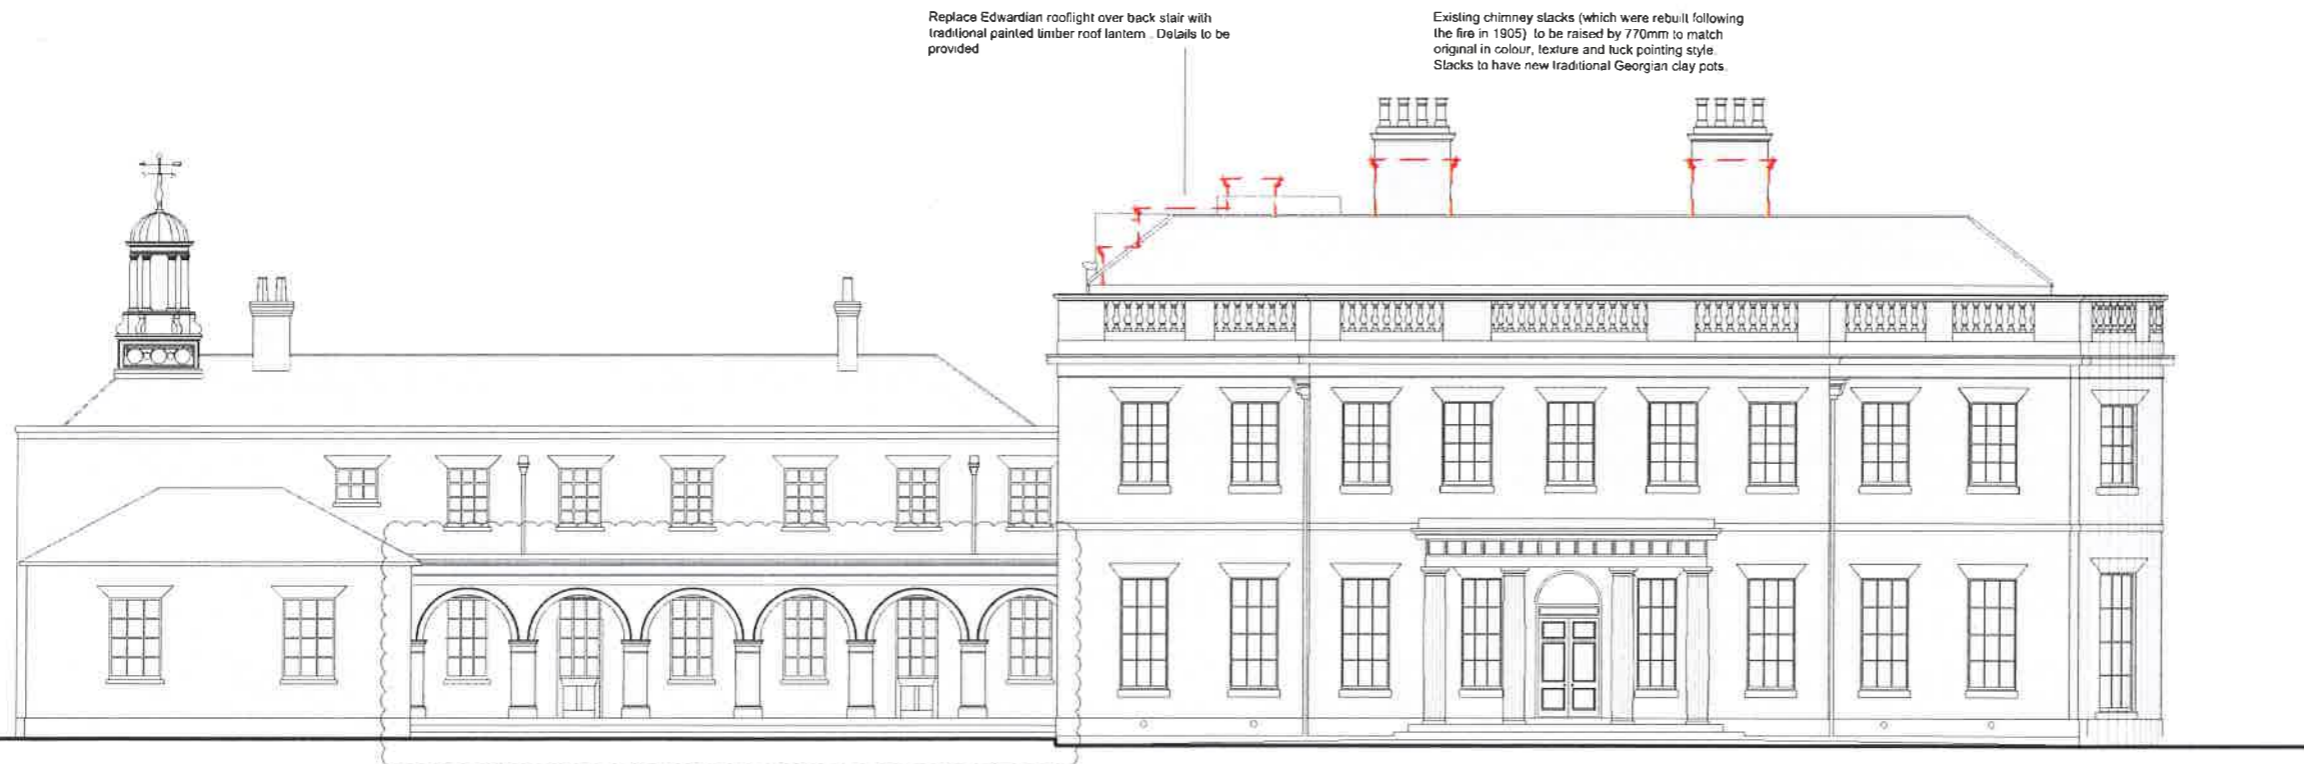 Replace Edwardian rooflight over back stair with
traditional painted timber roof lantern . Details to be
provided
Existing chimney stacks (which were rebuilt following
the fire in 1905) to be raised by 770mm to match
original in colour, texture and tuck pointing style.
Stacks to have new traditional Georgian clay pots.